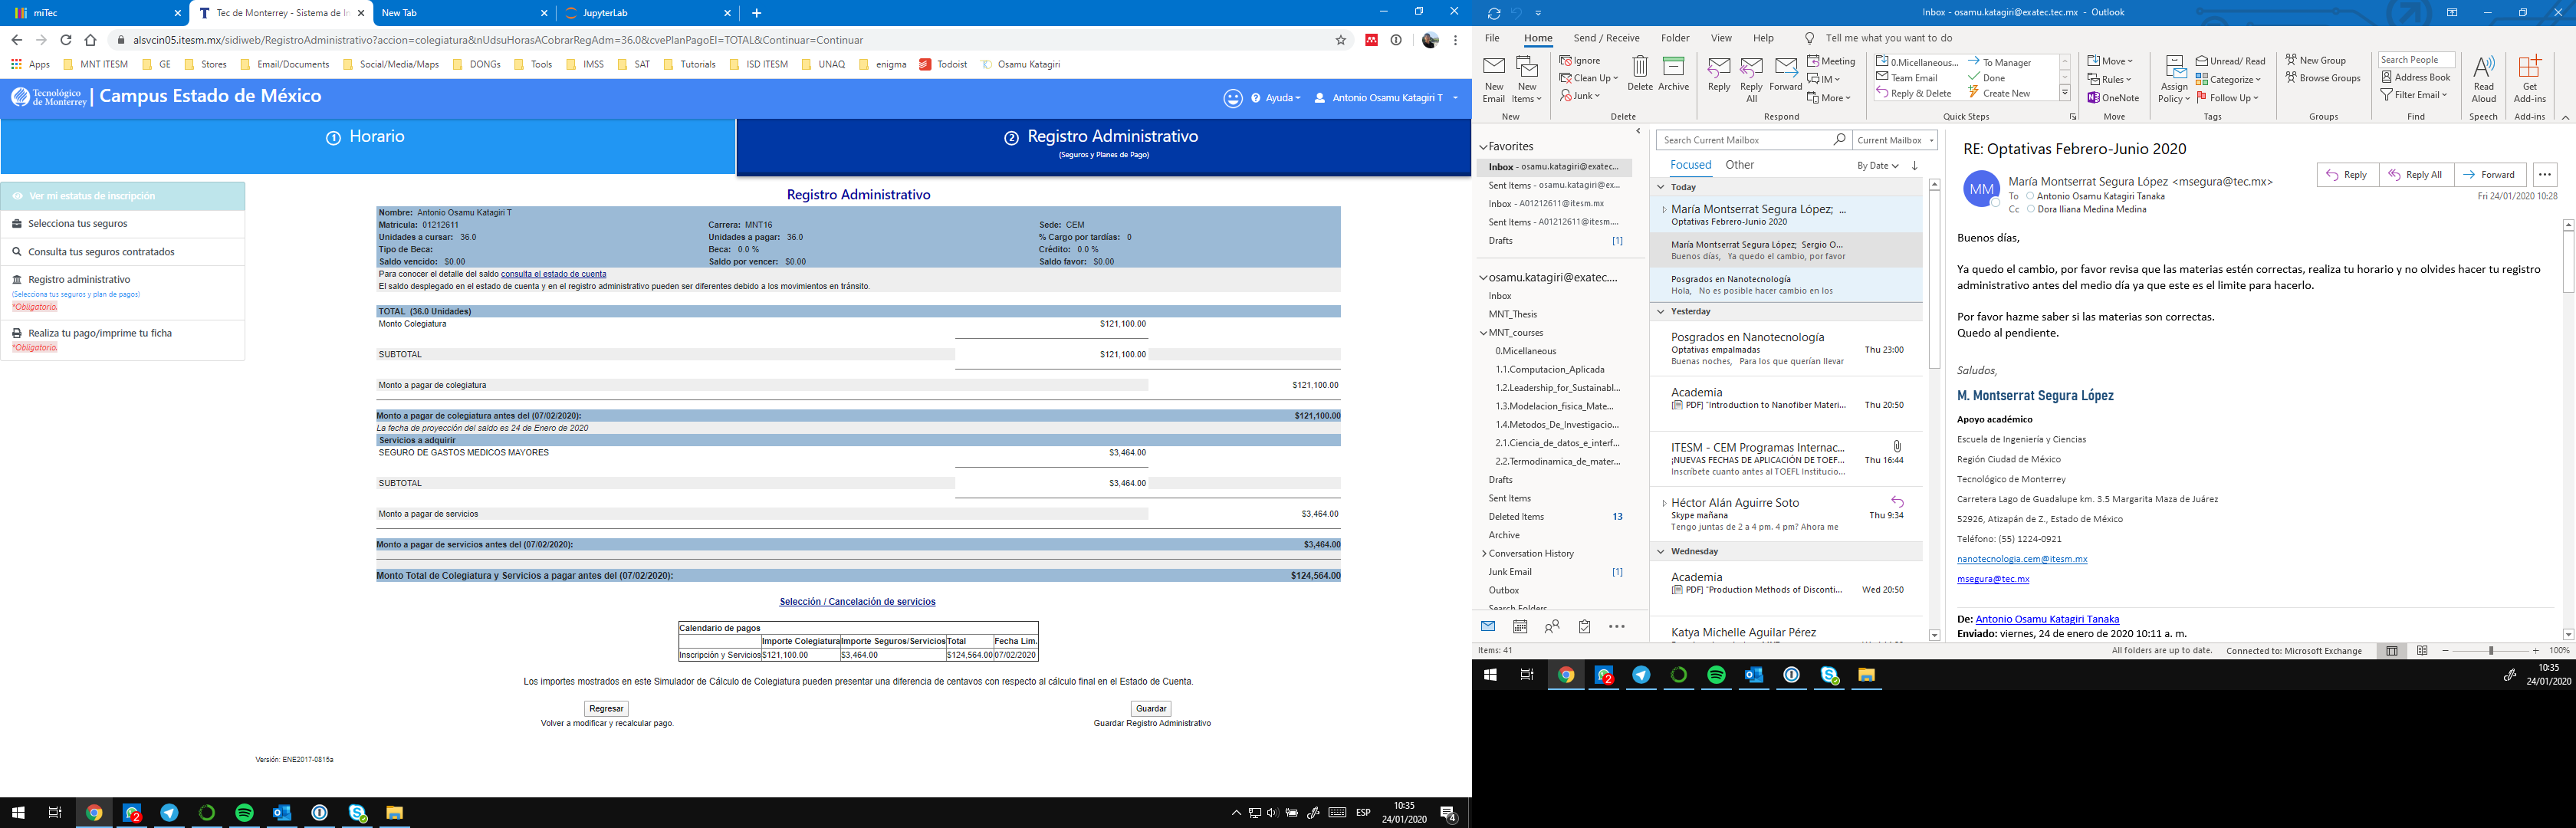 miTec
Tec de Monterrey - Sistema de In
New Tab
JupyterLab
alsvcin05.itesm.mx/sidiweb/RegistroAdministrativo?accion=colegiatura&nUdsuHorasACobrarRegAdm=36.0&cvePlanPagoEl=TOTAL&Continuar=Continuar
Apps MNT ITESM GE Stores Email/Documents Social/Media/Maps DONGs Tools IMSS SAT Tutorials ISD ITESM UNAQ enigma Todoist Osamu Katagiri
Tecnológico de Monterrey | Campus Estado de México
Ayuda
Antonio Osamu Katagiri T
1 Horario
2 Registro Administrativo
(Seguros y Planes de Pago)
Ver mi estatus de inscripción
Selecciona tus seguros
Consulta tus seguros contratados
Registro administrativo
(Selecciona tus seguros y plan de pagos)
*Obligatorio.
Realiza tu pago/imprime tu ficha
*Obligatorio.
Registro Administrativo
Nombre: Antonio Osamu Katagiri T
Matricula: 01212611 Carrera: MNT16 Sede: CEM
Unidades a cursar: 36.0 Unidades a pagar: 36.0 % Cargo por tardías: 0
Tipo de Beca: Beca: 0.0 % Crédito: 0.0 %
Saldo vencido: $0.00 Saldo por vencer: $0.00 Saldo favor: $0.00
Para conocer el detalle del saldo consulta el estado de cuenta
El saldo desplegado en el estado de cuenta y en el registro administrativo pueden ser diferentes debido a los movimientos en tránsito.
TOTAL (36.0 Unidades)
Monto Colegiatura $121,100.00
SUBTOTAL $121,100.00
Monto a pagar de colegiatura $121,100.00
Monto a pagar de colegiatura antes del (07/02/2020): $121,100.00
La fecha de proyección del saldo es 24 de Enero de 2020
Servicios a adquirir
SEGURO DE GASTOS MEDICOS MAYORES $3,464.00
SUBTOTAL $3,464.00
Monto a pagar de servicios $3,464.00
Monto a pagar de servicios antes del (07/02/2020): $3,464.00
Monto Total de Colegiatura y Servicios a pagar antes del (07/02/2020): $124,564.00
Selección / Cancelación de servicios
Calendario de pagos
Importe Colegiatura Importe Seguros/Servicios Total Fecha Lim.
Inscripción y Servicios $121,100.00 $3,464.00 $124,564.00 07/02/2020
Los importes mostrados en este Simulador de Cálculo de Colegiatura pueden presentar una diferencia de centavos con respecto al cálculo final en el Estado de Cuenta.
Regresar
Volver a modificar y recalcular pago.
Guardar
Guardar Registro Administrativo
Versión: ENE2017-0815a
2
ESP
10:35
24/01/2020
4
Inbox - osamu.katagiri@exatec.tec.mx - Outlook
File Home Send / Receive Folder View Help Tell me what you want to do
New Email
New Items
New
Ignore
Clean Up
Junk
Delete
Archive
Delete
Reply
Reply All
Forward
Meeting
IM
More
Respond
0.Micellaneous...
Team Email
Reply & Delete
To Manager
Done
Create New
Quick Steps
Move
Rules
OneNote
Move
Assign Policy
Unread/ Read
Categorize
Follow Up
Tags
New Group
Browse Groups
Groups
Search People
Address Book
Filter Email
Find
Read Aloud
Speech
Get Add-ins
Add-ins
Favorites
Inbox - osamu.katagiri@exatec...
Sent Items - osamu.katagiri@ex...
Inbox - A01212611@itesm.mx
Sent Items - A01212611@itesm....
Drafts [1]
osamu.katagiri@exatec....
Inbox
MNT_Thesis
MNT_courses
0.Micellaneous
1.1.Computacion_Aplicada
1.2.Leadership_for_Sustainabl...
1.3.Modelacion_fisica_Mate...
1.4.Metodos_De_Investigacio...
2.1.Ciencia_de_datos_e_interf...
2.2.Termodinamica_de_mater...
Drafts
Sent Items
Deleted Items 13
Archive
Conversation History
Junk Email [1]
Outbox
Search Folders
Search Current Mailbox
Current Mailbox
Focused Other By Date
Today
María Montserrat Segura López; ...
Optativas Febrero-Junio 2020
María Montserrat Segura López; Sergio O...
Buenos días, Ya quedo el cambio, por favor
Posgrados en Nanotecnología
Hola, No es posible hacer cambio en los
Yesterday
Posgrados en Nanotecnología
Optativas empalmadas Thu 23:00
Buenas noches, Para los que querían llevar
Academia
[PDF] "Introduction to Nanofiber Materi... Thu 20:50
ITESM - CEM Programas Internac...
¡NUEVAS FECHAS DE APLICACIÓN DE TOEF... Thu 16:44
Inscríbete cuanto antes al TOEFL Institucio...
Héctor Alán Aguirre Soto
Skype mañana Thu 9:34
Tengo juntas de 2 a 4 pm. 4 pm? Ahora me
Wednesday
Academia
[PDF] "Production Methods of Disconti... Wed 20:50
Katya Michelle Aguilar Pérez
RE: Optativas Febrero-Junio 2020
MM
María Montserrat Segura López <msegura@tec.mx>
To Antonio Osamu Katagiri Tanaka
Cc Dora Iliana Medina Medina
Reply Reply All Forward
Fri 24/01/2020 10:28
Buenos días,
Ya quedo el cambio, por favor revisa que las materias estén correctas, realiza tu horario y no olvides hacer tu registro
administrativo antes del medio día ya que este es el limite para hacerlo.
Por favor hazme saber si las materias son correctas.
Quedo al pendiente.
Saludos,
M. Montserrat Segura López
Apoyo académico
Escuela de Ingeniería y Ciencias
Región Ciudad de México
Tecnológico de Monterrey
Carretera Lago de Guadalupe km. 3.5 Margarita Maza de Juárez
52926, Atizapán de Z., Estado de México
Teléfono: (55) 1224-0921
nanotecnologia.cem@itesm.mx
msegura@tec.mx
De: Antonio Osamu Katagiri Tanaka
Enviado: viernes, 24 de enero de 2020 10:11 a. m.
Items: 41
All folders are up to date. Connected to: Microsoft Exchange
100%
2
10:35
24/01/2020